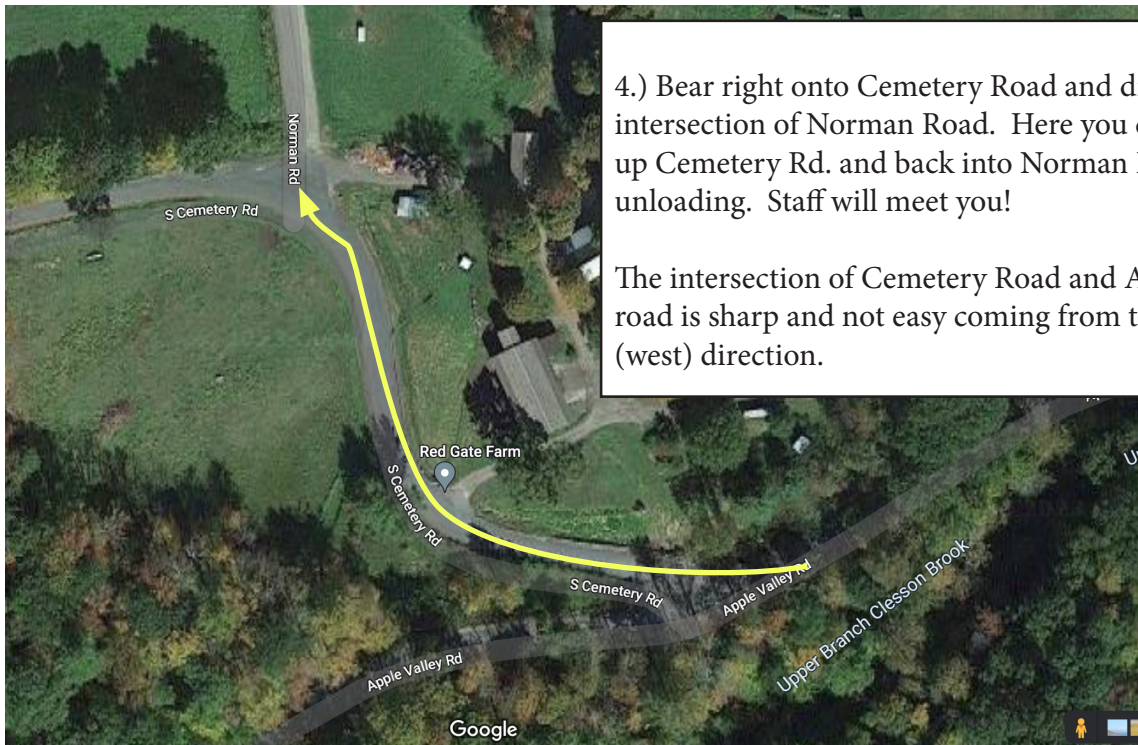 4.) Bear right onto Cemetery Road and
intersection of Norman Road. Here you
up Cemetery Rd. and back into Norman
unloading. Staff will meet you!
The intersection of Cemetery Road and
road is sharp and not easy coming from
(west) direction.
Norman Rd
S Cemetery Rd
Red Gate Farm
S Cemetery Rd
S Cemetery Rd
Apple Valley Rd
Apple Valley Rd
Upper Branch Clesson Brook
Google